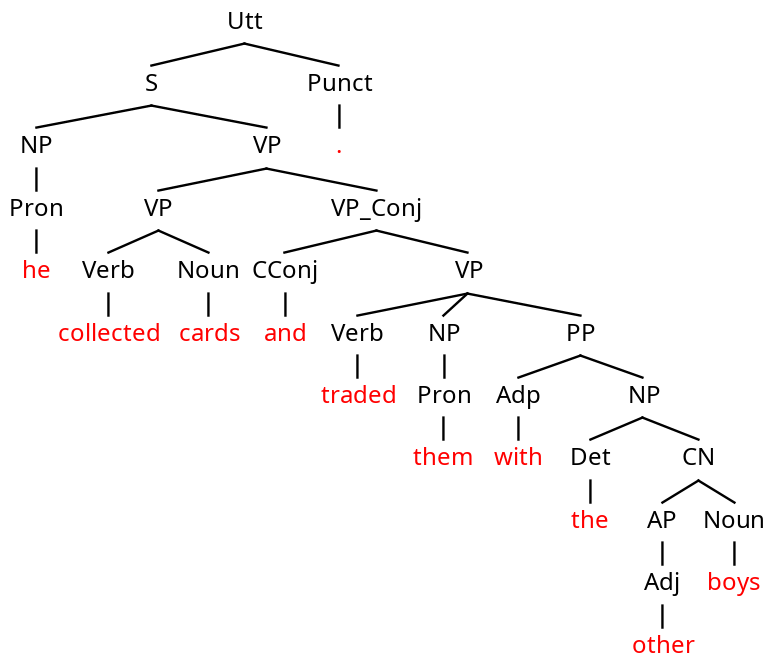 Utt
S Punct
NP VP .
Pron VP VP_Conj
he Verb Noun CConj VP
collected cards and Verb NP PP
traded Pron Adp NP
them with Det CN
the AP Noun
Adj boys
other